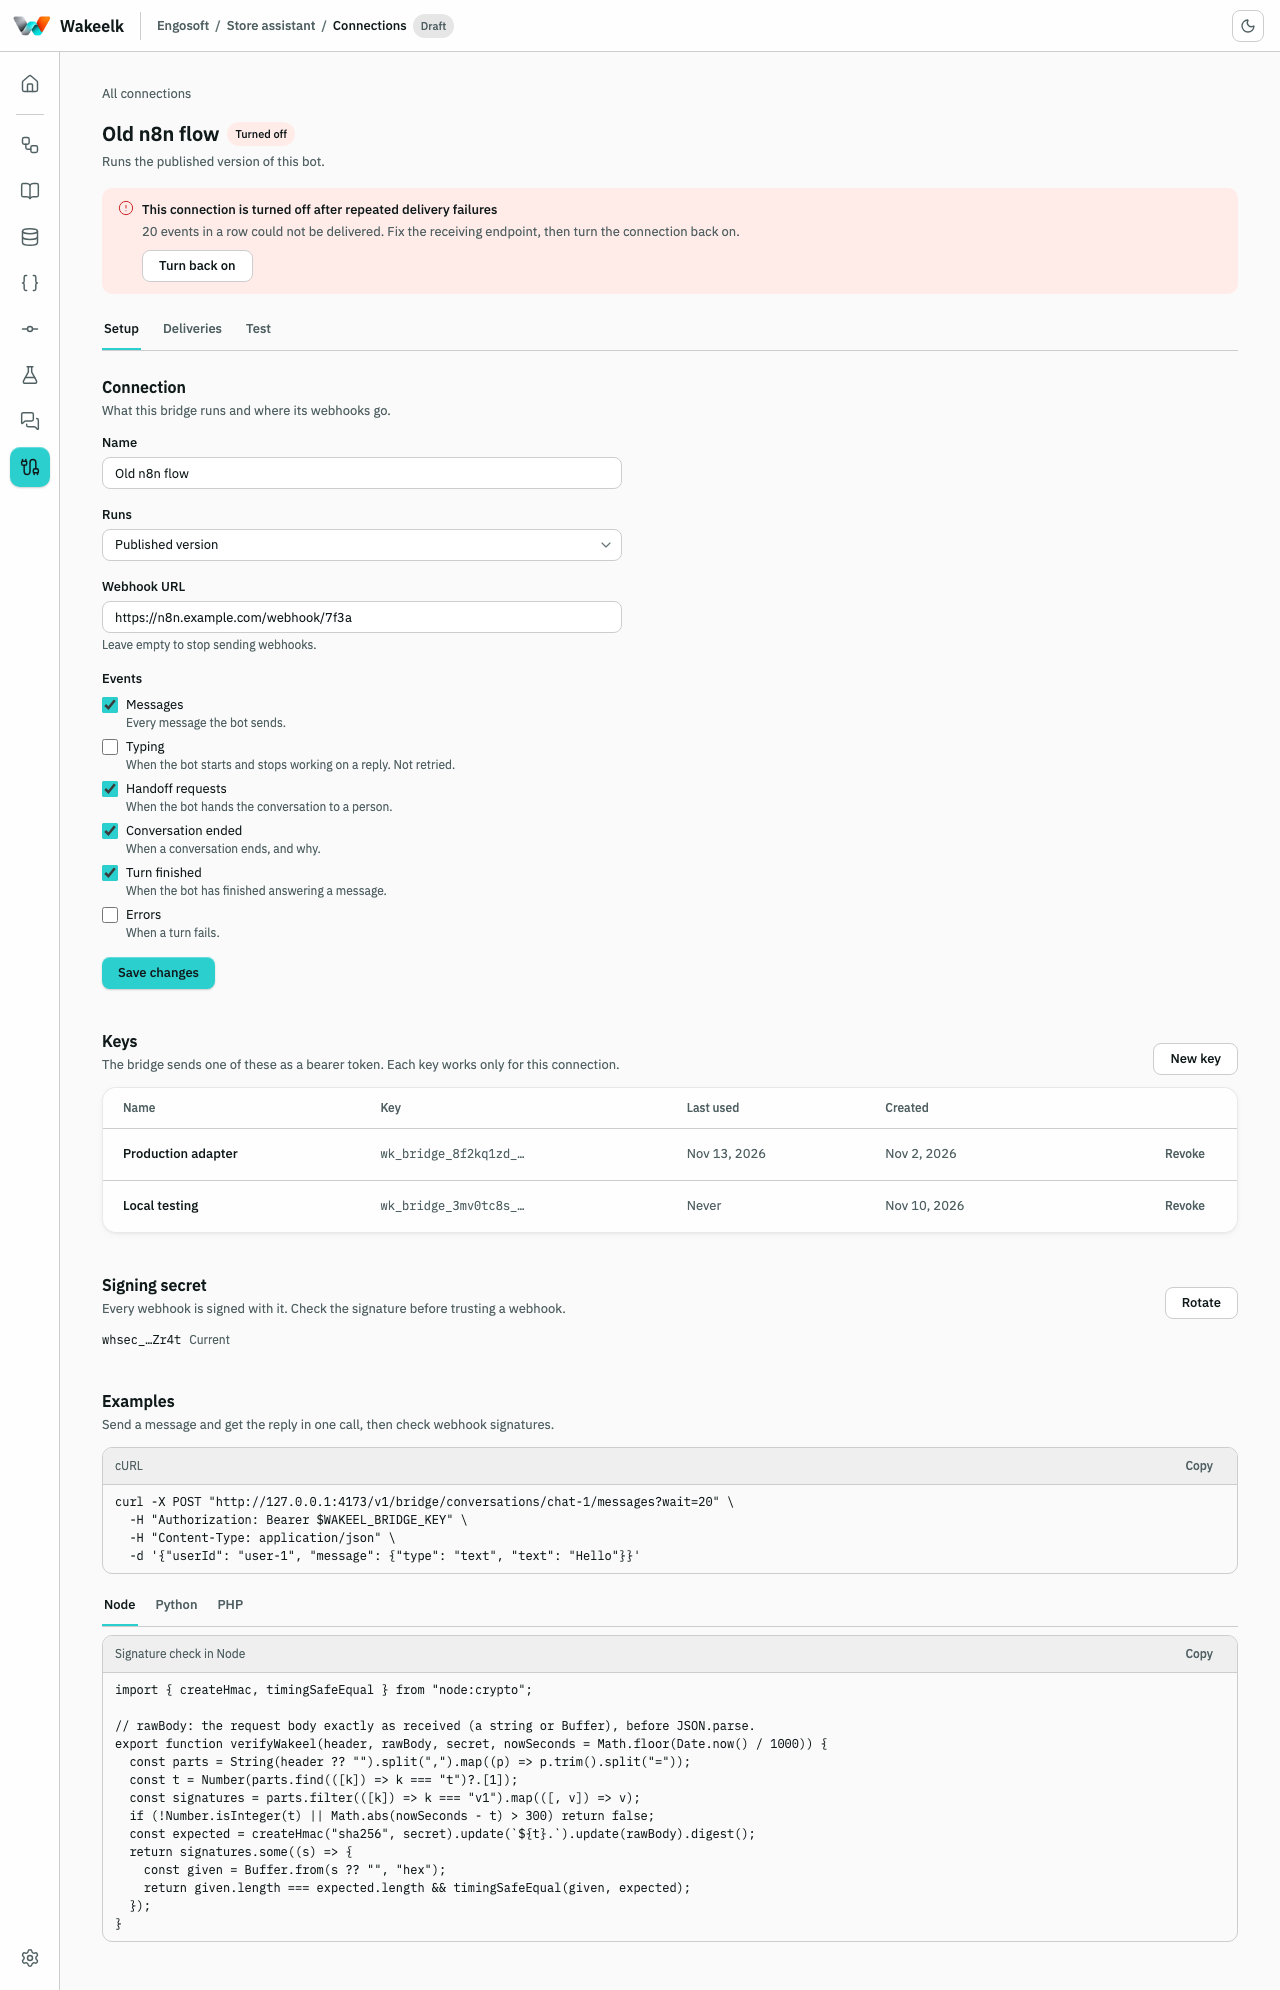 Wakeelk
Engosoft / Store assistant / Connections Draft
All connections
Old n8n flow Turned off
Runs the published version of this bot.
This connection is turned off after repeated delivery failures
20 events in a row could not be delivered. Fix the receiving endpoint, then turn the connection back on.
Turn back on
Setup Deliveries Test
Connection
What this bridge runs and where its webhooks go.
Name
Old n8n flow
Runs
Published version
Webhook URL
https://n8n.example.com/webhook/7f3a
Leave empty to stop sending webhooks.
Events
Messages
Every message the bot sends.
Typing
When the bot starts and stops working on a reply. Not retried.
Handoff requests
When the bot hands the conversation to a person.
Conversation ended
When a conversation ends, and why.
Turn finished
When the bot has finished answering a message.
Errors
When a turn fails.
Save changes
Keys
The bridge sends one of these as a bearer token. Each key works only for this connection.
New key
Name Key Last used Created
Production adapter wk_bridge_8f2kq1zd_… Nov 13, 2026 Nov 2, 2026 Revoke
Local testing wk_bridge_3mv0tc8s_… Never Nov 10, 2026 Revoke
Signing secret
Every webhook is signed with it. Check the signature before trusting a webhook.
Rotate
whsec_…Zr4t Current
Examples
Send a message and get the reply in one call, then check webhook signatures.
cURL Copy
curl -X POST "http://127.0.0.1:4173/v1/bridge/conversations/chat-1/messages?wait=20" \
  -H "Authorization: Bearer $WAKEEL_BRIDGE_KEY" \
  -H "Content-Type: application/json" \
  -d '{"userId": "user-1", "message": {"type": "text", "text": "Hello"}}'
Node Python PHP
Signature check in Node Copy
import { createHmac, timingSafeEqual } from "node:crypto";
// rawBody: the request body exactly as received (a string or Buffer), before JSON.parse.
export function verifyWakeel(header, rawBody, secret, nowSeconds = Math.floor(Date.now() / 1000)) {
  const parts = String(header ?? "").split(",").map((p) => p.trim().split("="));
  const t = Number(parts.find(([k]) => k === "t")?.[1]);
  const signatures = parts.filter(([k]) => k === "v1").map(([, v]) => v);
  if (!Number.isInteger(t) || Math.abs(nowSeconds - t) > 300) return false;
  const expected = createHmac("sha256", secret).update(`${t}.`).update(rawBody).digest();
  return signatures.some((s) => {
    const given = Buffer.from(s ?? "", "hex");
    return given.length === expected.length && timingSafeEqual(given, expected);
  });
}